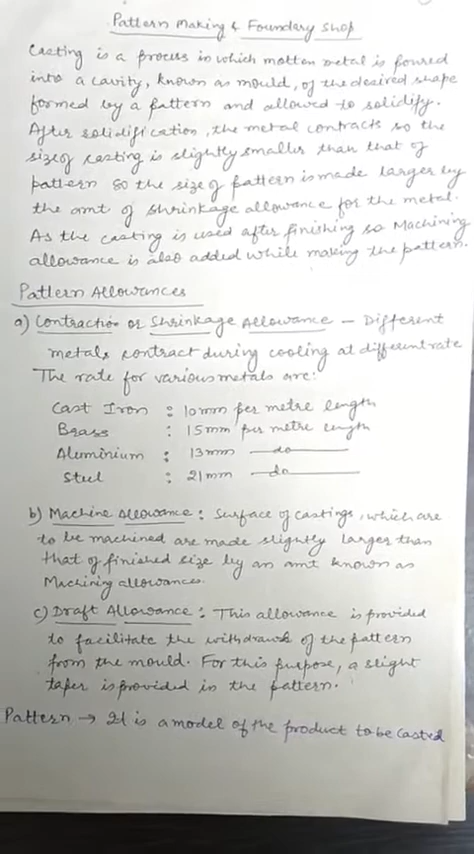 Pattern Making & Foundary Shop
Casting is a process in which molten metal is poured
into a cavity, known as mould, of the desired shape
formed by a pattern and allowed to solidify.
After solidification, the metal contracts so the
size of casting is slightly smaller than that of
pattern so the size of pattern is made larger by
the amt of shrinkage allowance for the metal.
As the casting is used after finishing so Machining
allowance is also added while making the pattern.
Pattern Allowances
a) Contraction or Shrinkage Allowance - Different
metals contract during cooling at different rate
The rate for various metals are:
Cast Iron : 10mm per metre length
Brass : 15mm per metre length
Aluminium : 13mm —do—
Steel : 21mm —do—
b) Machine Allowance : Surface of castings, which are
to be machined are made slightly larger than
that of finished size by an amt known as
Machining allowances.
c) Draft Allowance : This allowance is provided
to facilitate the withdrawl of the pattern
from the mould. For this purpose, a slight
taper is provided in the pattern.
Pattern → It is a model of the product to be casted